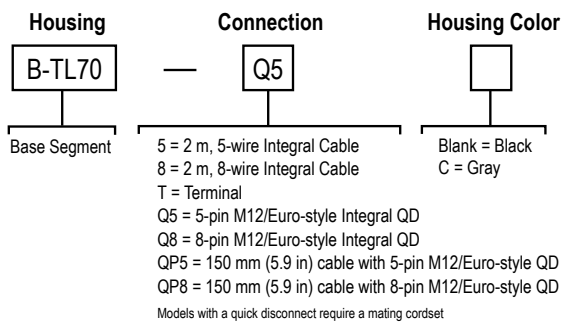 Housing Connection Housing Color
B-TL70 — Q5
Base Segment
5 = 2 m, 5-wire Integral Cable
8 = 2 m, 8-wire Integral Cable
T = Terminal
Q5 = 5-pin M12/Euro-style Integral QD
Q8 = 8-pin M12/Euro-style Integral QD
QP5 = 150 mm (5.9 in) cable with 5-pin M12/Euro-style QD
QP8 = 150 mm (5.9 in) cable with 8-pin M12/Euro-style QD
Models with a quick disconnect require a mating cordset
Blank = Black
C = Gray